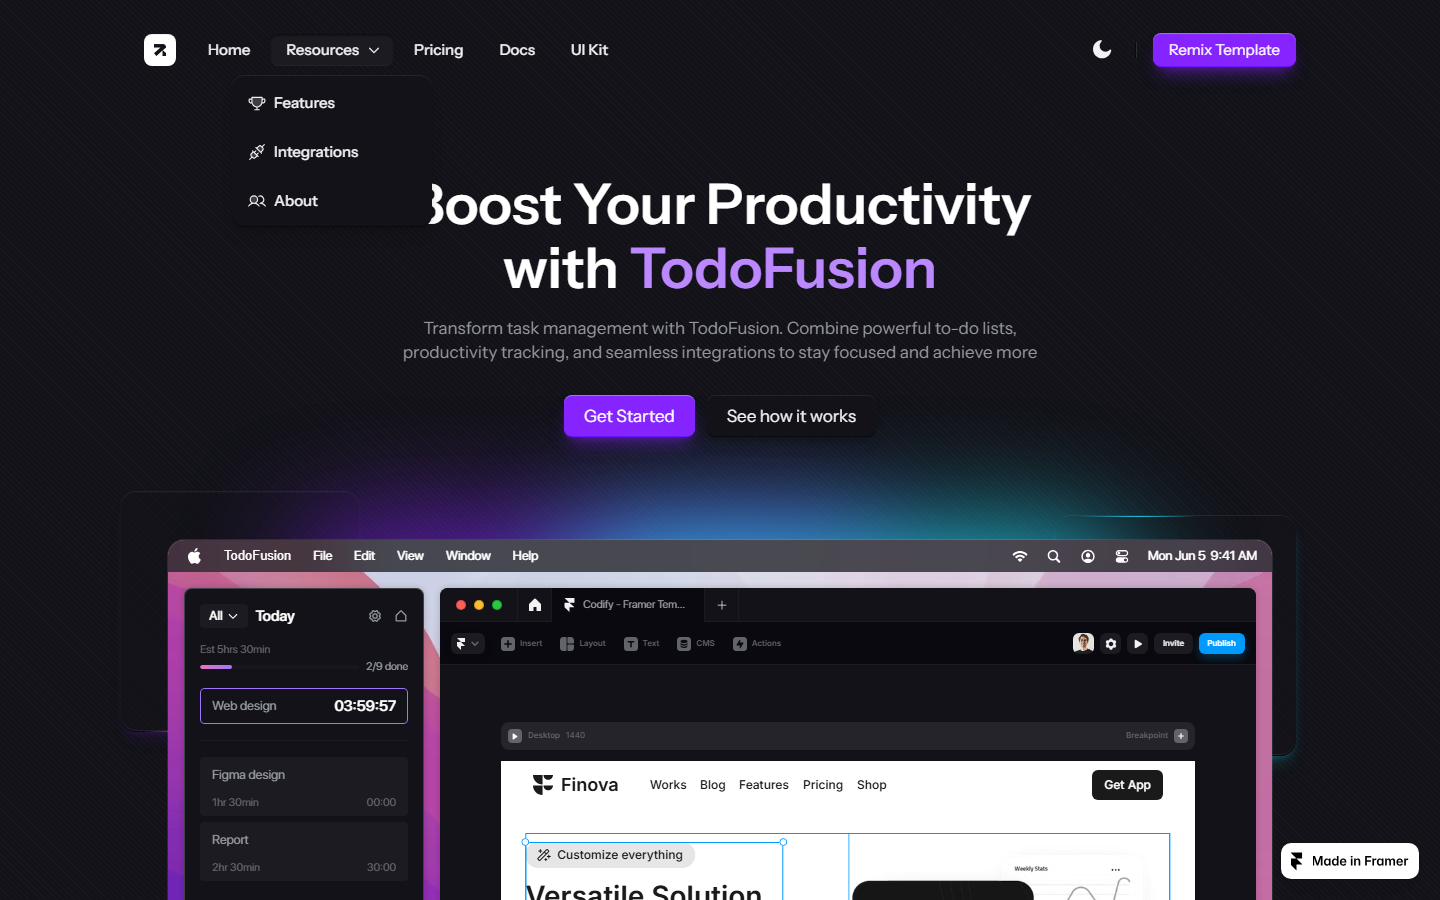 Home Resources Pricing Docs UI Kit Remix Template
Features
Integrations
About
Boost Your Productivity
with TodoFusion
Transform task management with TodoFusion. Combine powerful to-do lists,
productivity tracking, and seamless integrations to stay focused and achieve more
Get Started See how it works
TodoFusion File Edit View Window Help Mon Jun 5 9:41 AM
All Today
Est 5hrs 30min
2/9 done
Web design 03:59:57
Figma design
1hr 30min 00:00
Report
2hr 30min 30:00
Codify - Framer Tem...
Insert Layout Text CMS Actions Invite Publish
Desktop 1440 Breakpoint
Finova Works Blog Features Pricing Shop Get App
Customize everything
Versatile Solution
Weekly Stats
Made in Framer